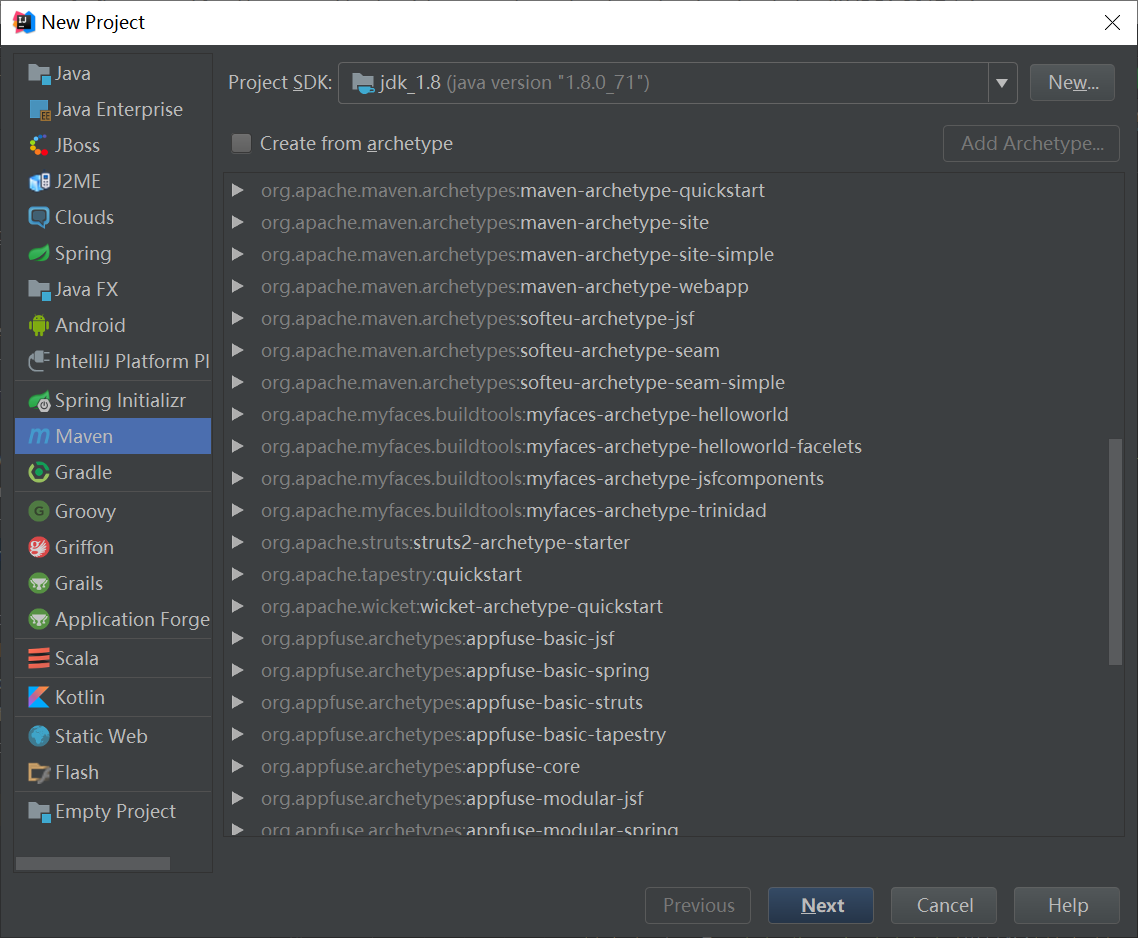 New Project
Java
Java Enterprise
JBoss
J2ME
Clouds
Spring
Java FX
Android
IntelliJ Platform Pl
Spring Initializr
Maven
Gradle
Groovy
Griffon
Grails
Application Forge
Scala
Kotlin
Static Web
Flash
Empty Project
Project SDK: jdk_1.8 (java version "1.8.0_71") New...
Create from archetype Add Archetype...
org.apache.maven.archetypes:maven-archetype-quickstart
org.apache.maven.archetypes:maven-archetype-site
org.apache.maven.archetypes:maven-archetype-site-simple
org.apache.maven.archetypes:maven-archetype-webapp
org.apache.maven.archetypes:softeu-archetype-jsf
org.apache.maven.archetypes:softeu-archetype-seam
org.apache.maven.archetypes:softeu-archetype-seam-simple
org.apache.myfaces.buildtools:myfaces-archetype-helloworld
org.apache.myfaces.buildtools:myfaces-archetype-helloworld-facelets
org.apache.myfaces.buildtools:myfaces-archetype-jsfcomponents
org.apache.myfaces.buildtools:myfaces-archetype-trinidad
org.apache.struts:struts2-archetype-starter
org.apache.tapestry:quickstart
org.apache.wicket:wicket-archetype-quickstart
org.appfuse.archetypes:appfuse-basic-jsf
org.appfuse.archetypes:appfuse-basic-spring
org.appfuse.archetypes:appfuse-basic-struts
org.appfuse.archetypes:appfuse-basic-tapestry
org.appfuse.archetypes:appfuse-core
org.appfuse.archetypes:appfuse-modular-jsf
org.appfuse.archetypes:appfuse-modular-spring
Previous Next Cancel Help